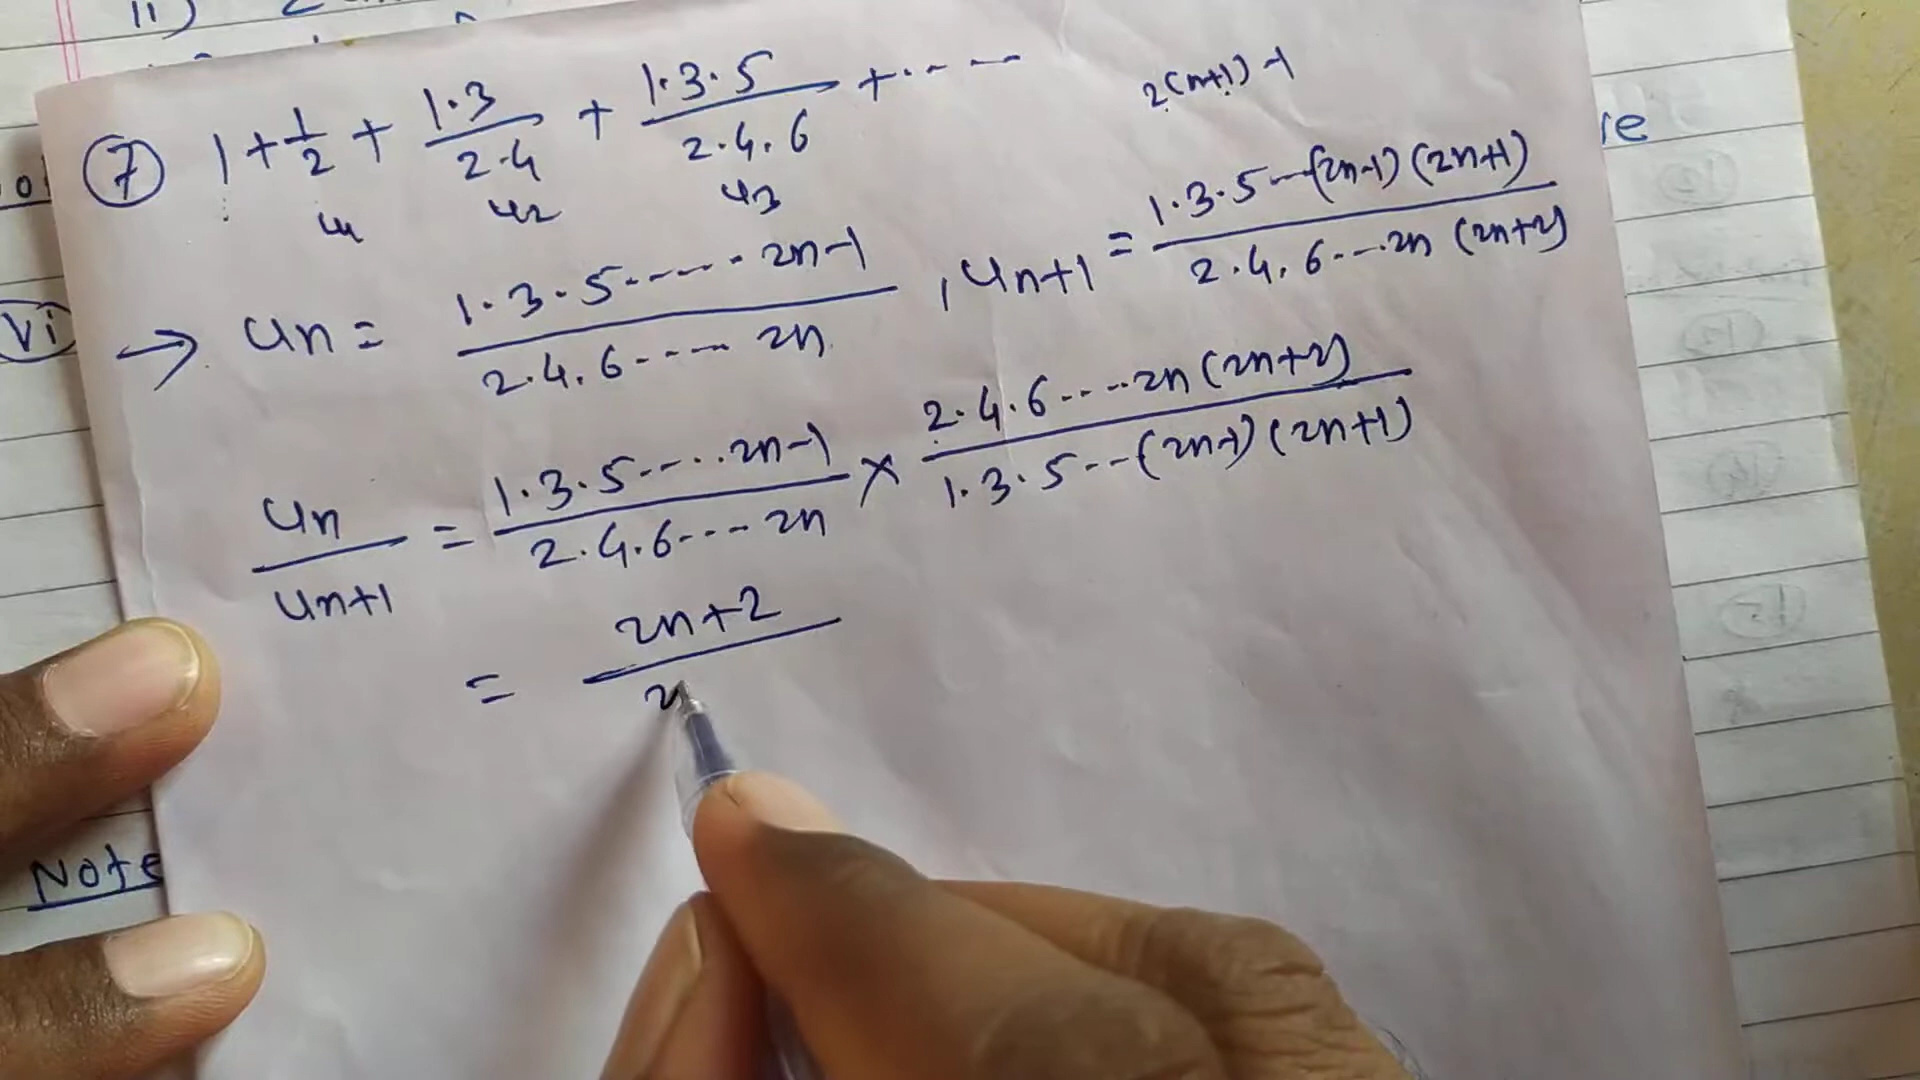 ii)
⑦ 1 + 1/2 + 1·3/2·4 + 1·3·5/2·4·6 + ----
u1 u2 u3
2(n+1)-1
→ un = 1·3·5----2n-1/2·4·6----2n , un+1 = 1·3·5--(2n-1)(2n+1)/2·4·6---2n(2n+2)
un/un+1 = 1·3·5----2n-1/2·4·6---2n × 2·4·6----2n(2n+2)/1·3·5--(2n-1)(2n+1)
= 2n+2/2
vi
Note